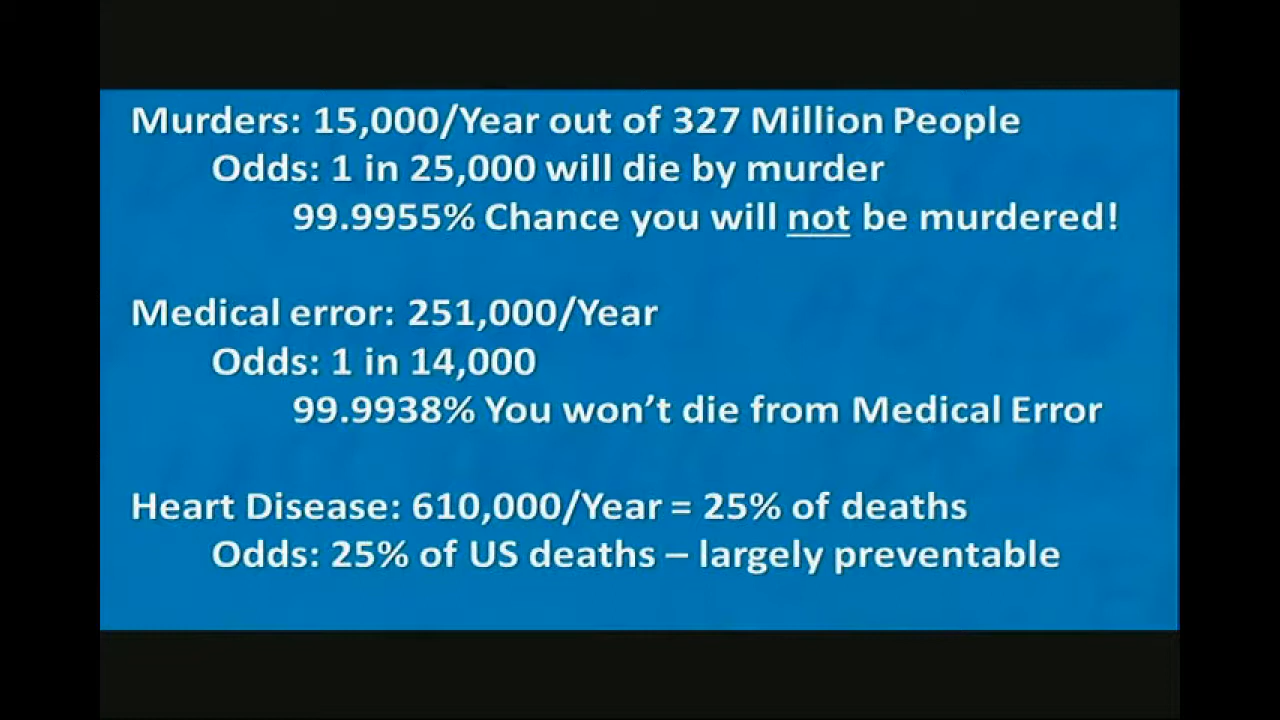 Murders: 15,000/Year out of 327 Million People
Odds: 1 in 25,000 will die by murder
99.9955% Chance you will not be murdered!
Medical error: 251,000/Year
Odds: 1 in 14,000
99.9938% You won’t die from Medical Error
Heart Disease: 610,000/Year = 25% of deaths
Odds: 25% of US deaths – largely preventable